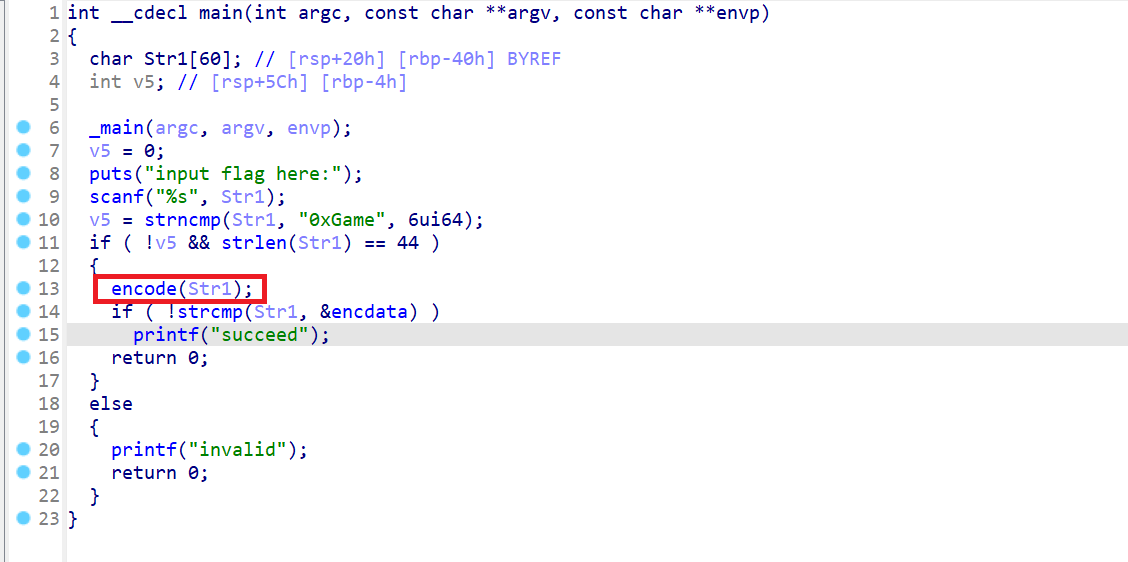 1 int __cdecl main(int argc, const char **argv, const char **envp)
2 {
3 char Str1[60]; // [rsp+20h] [rbp-40h] BYREF
4 int v5; // [rsp+5Ch] [rbp-4h]
5
6 _main(argc, argv, envp);
7 v5 = 0;
8 puts("input flag here:");
9 scanf("%s", Str1);
10 v5 = strncmp(Str1, "0xGame", 6ui64);
11 if ( !v5 && strlen(Str1) == 44 )
12 {
13 encode(Str1);
14 if ( !strcmp(Str1, &encdata) )
15 printf("succeed");
16 return 0;
17 }
18 else
19 {
20 printf("invalid");
21 return 0;
22 }
23 }